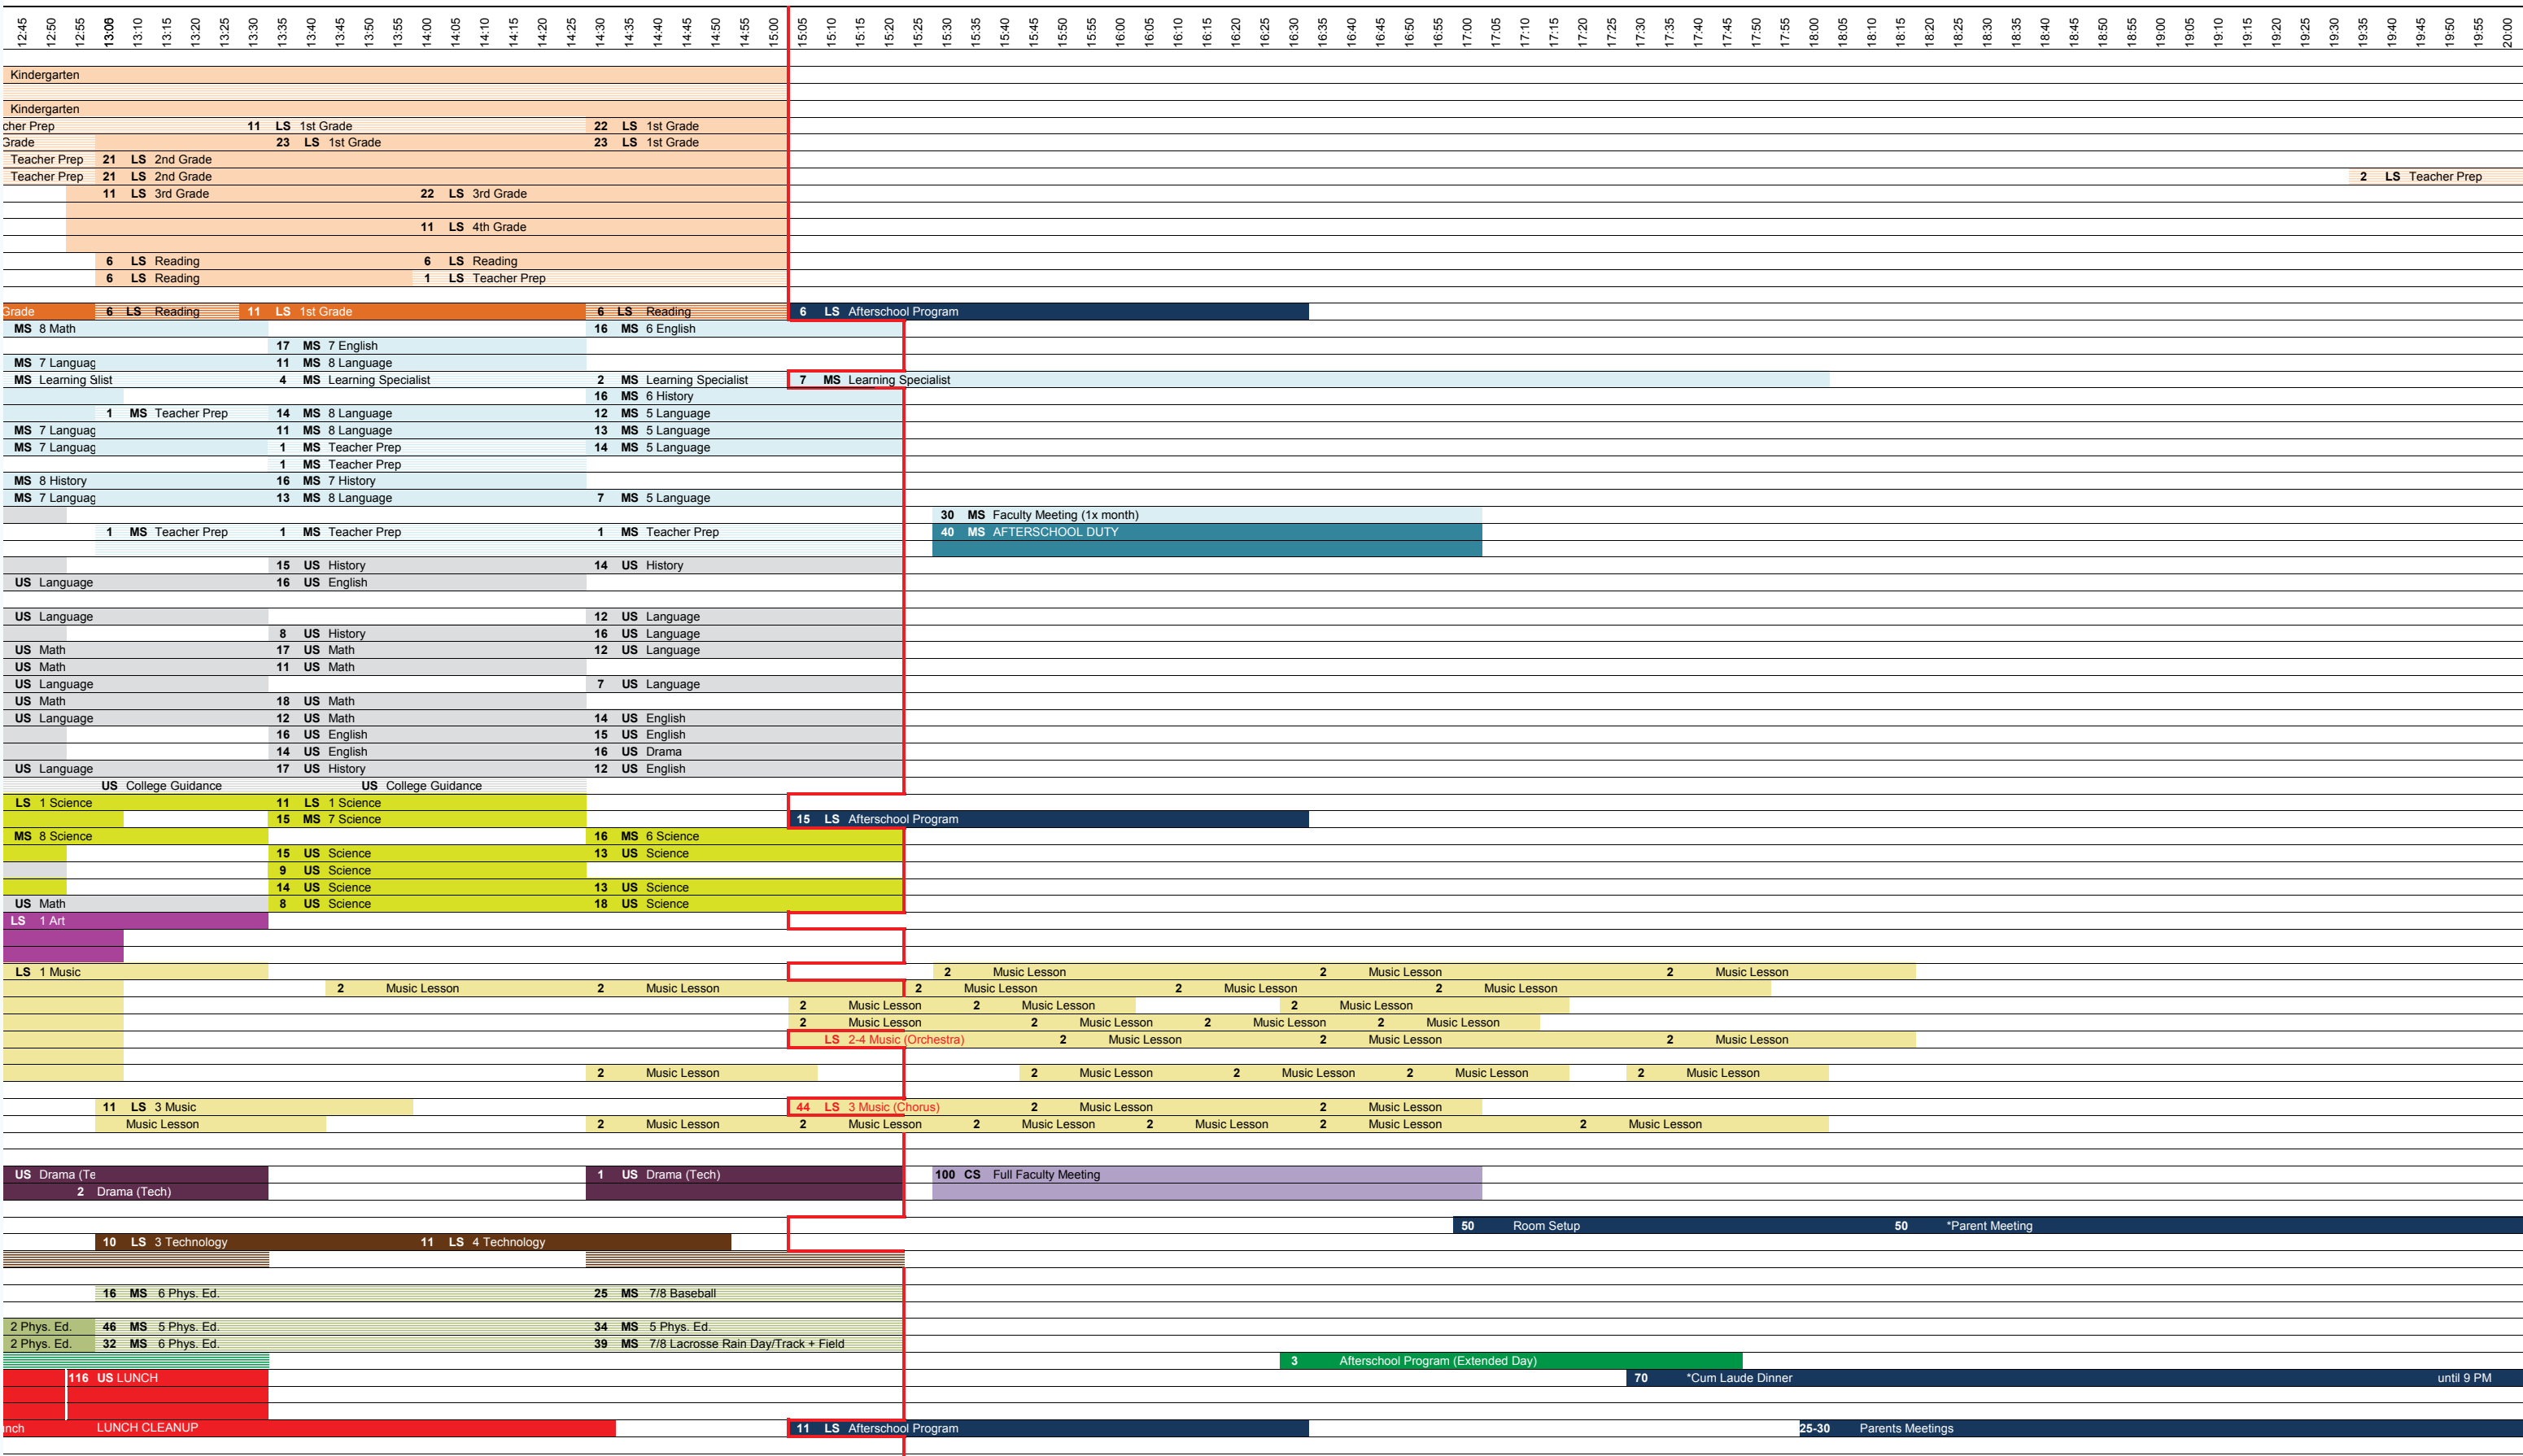 12:45 12:50 12:55 13:00 13:10 13:15 13:20 13:25 13:30 13:35 13:40 13:45 13:50 13:55 14:00 14:05 14:10 14:15 14:20 14:25 14:30 14:35 14:40 14:45 14:50 14:55 15:00 15:05 15:10 15:15 15:20 15:25 15:30 15:35 15:40 15:45 15:50 15:55 16:00 16:05 16:10 16:15 16:20 16:25 16:30 16:35 16:40 16:45 16:50 16:55 17:00 17:05 17:10 17:15 17:20 17:25 17:30 17:35 17:40 17:45 17:50 17:55 18:00 18:05 18:10 18:15 18:20 18:25 18:30 18:35 18:40 18:45 18:50 18:55 19:00 19:05 19:10 19:15 19:20 19:25 19:30 19:35 19:40 19:45 19:50 19:55 20:00
Kindergarten
Kindergarten
cher Prep 11 LS 1st Grade 22 LS 1st Grade
Grade 23 LS 1st Grade 23 LS 1st Grade
Teacher Prep 21 LS 2nd Grade
Teacher Prep 21 LS 2nd Grade 2 LS Teacher Prep
11 LS 3rd Grade 22 LS 3rd Grade
11 LS 4th Grade
6 LS Reading 6 LS Reading
6 LS Reading 1 LS Teacher Prep
Grade 6 LS Reading 11 LS 1st Grade 6 LS Reading 6 LS Afterschool Program
MS 8 Math 16 MS 6 English
17 MS 7 English
MS 7 Languag 11 MS 8 Language
MS Learning Slist 4 MS Learning Specialist 2 MS Learning Specialist 7 MS Learning Specialist
16 MS 6 History
1 MS Teacher Prep 14 MS 8 Language 12 MS 5 Language
MS 7 Languag 11 MS 8 Language 13 MS 5 Language
MS 7 Languag 1 MS Teacher Prep 14 MS 5 Language
1 MS Teacher Prep
MS 8 History 16 MS 7 History
MS 7 Languag 13 MS 8 Language 7 MS 5 Language
30 MS Faculty Meeting (1x month)
1 MS Teacher Prep 1 MS Teacher Prep 1 MS Teacher Prep 40 MS AFTERSCHOOL DUTY
15 US History 14 US History
US Language 16 US English
US Language 12 US Language
8 US History 16 US Language
US Math 17 US Math 12 US Language
US Math 11 US Math
US Language 7 US Language
US Math 18 US Math
US Language 12 US Math 14 US English
16 US English 15 US English
14 US English 16 US Drama
US Language 17 US History 12 US English
US College Guidance US College Guidance
LS 1 Science 11 LS 1 Science
15 MS 7 Science 15 LS Afterschool Program
MS 8 Science 16 MS 6 Science
15 US Science 13 US Science
9 US Science
14 US Science 13 US Science
US Math 8 US Science 18 US Science
LS 1 Art
LS 1 Music 2 Music Lesson 2 Music Lesson 2 Music Lesson
2 Music Lesson 2 Music Lesson 2 Music Lesson 2 Music Lesson 2 Music Lesson
2 Music Lesson 2 Music Lesson 2 Music Lesson
2 Music Lesson 2 Music Lesson 2 Music Lesson 2 Music Lesson
LS 2-4 Music (Orchestra) 2 Music Lesson 2 Music Lesson 2 Music Lesson
2 Music Lesson 2 Music Lesson 2 Music Lesson 2 Music Lesson 2 Music Lesson
11 LS 3 Music 44 LS 3 Music (Chorus) 2 Music Lesson 2 Music Lesson
Music Lesson 2 Music Lesson 2 Music Lesson 2 Music Lesson 2 Music Lesson 2 Music Lesson 2 Music Lesson
US Drama (Te 1 US Drama (Tech) 100 CS Full Faculty Meeting
2 Drama (Tech)
50 Room Setup 50 *Parent Meeting
10 LS 3 Technology 11 LS 4 Technology
16 MS 6 Phys. Ed. 25 MS 7/8 Baseball
2 Phys. Ed. 46 MS 5 Phys. Ed. 34 MS 5 Phys. Ed.
2 Phys. Ed. 32 MS 6 Phys. Ed. 39 MS 7/8 Lacrosse Rain Day/Track + Field
3 Afterschool Program (Extended Day)
116 US LUNCH 70 *Cum Laude Dinner until 9 PM
unch LUNCH CLEANUP 11 LS Afterschool Program 25-30 Parents Meetings